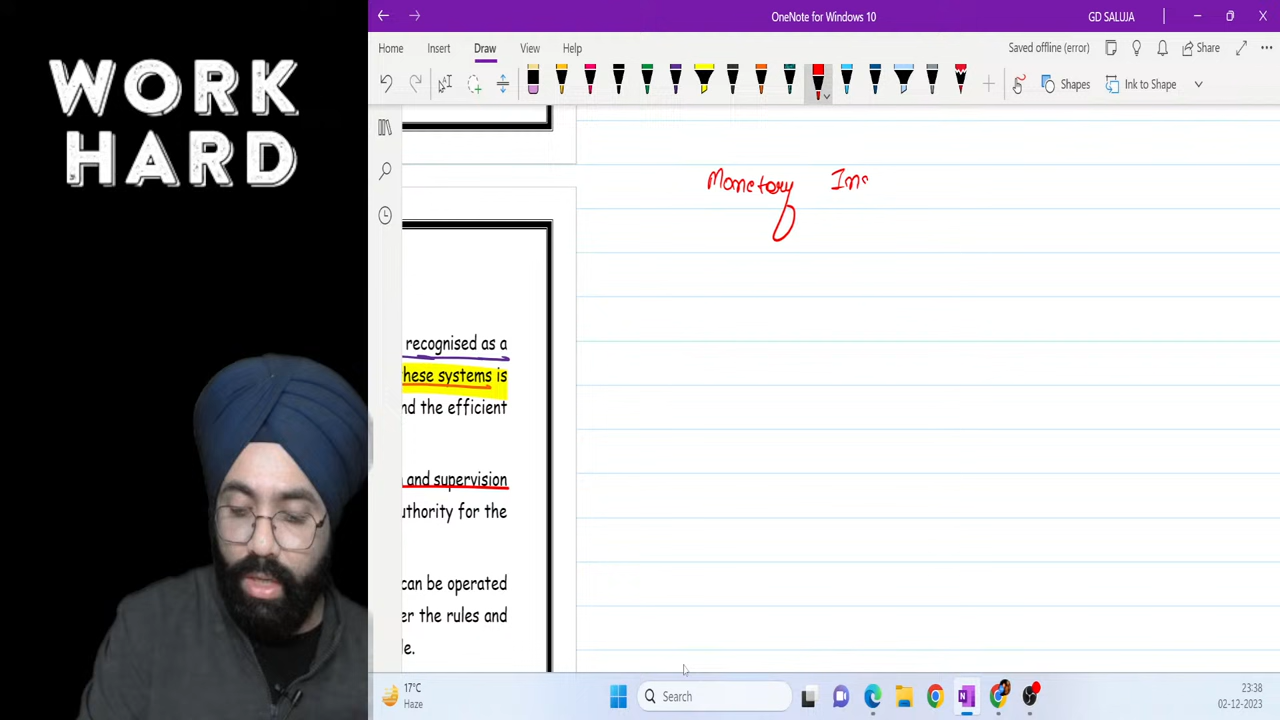 WORK
HARD
OneNote for Windows 10
GD SALUJA
Home Insert Draw View Help
Saved offline (error)
Share
Shapes
Ink to Shape
Monetory Ins
recognised as a
these systems is
nd the efficient
and supervision
uthority for the
can be operated
er the rules and
le.
17°C
Haze
Search
23:38
02-12-2023